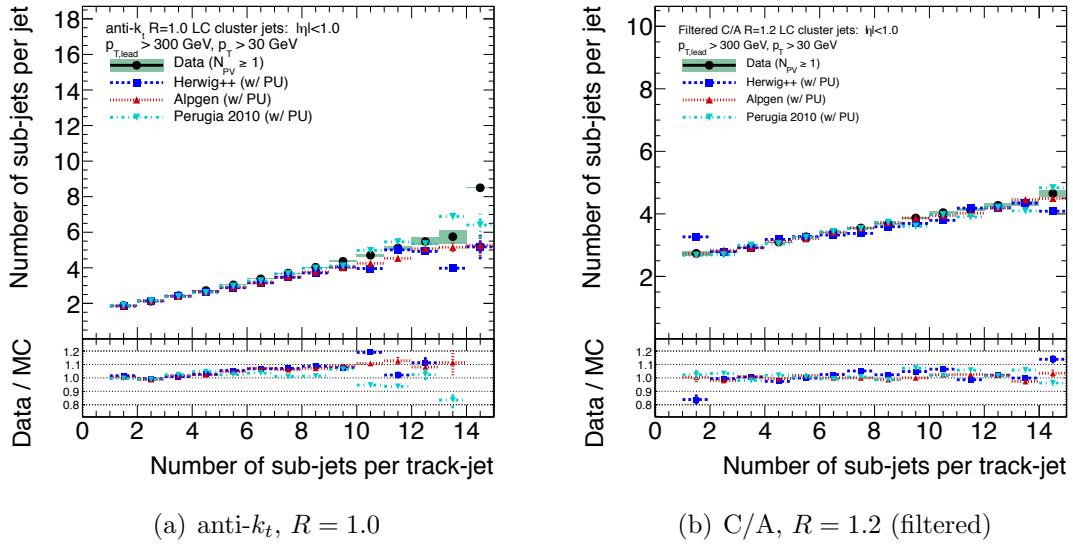 anti-k_t R=1.0 LC cluster jets: |η|<1.0
p_T,lead > 300 GeV, p_T > 30 GeV
Data (N_PV ≥ 1)
Herwig++ (w/ PU)
Alpgen (w/ PU)
Perugia 2010 (w/ PU)
Number of sub-jets per jet
18
16
14
12
10
8
6
4
2
Data / MC
1.2
1.1
1.0
0.9
0.8
0 2 4 6 8 10 12 14
Number of sub-jets per track-jet
(a) anti-k_t, R = 1.0
Filtered C/A R=1.2 LC cluster jets: |η|<1.0
p_T,lead > 300 GeV, p_T > 30 GeV
Data (N_PV ≥ 1)
Herwig++ (w/ PU)
Alpgen (w/ PU)
Perugia 2010 (w/ PU)
Number of sub-jets per jet
10
8
6
4
2
Data / MC
1.2
1.1
1.0
0.9
0.8
0 2 4 6 8 10 12 14
Number of sub-jets per track-jet
(b) C/A, R = 1.2 (filtered)